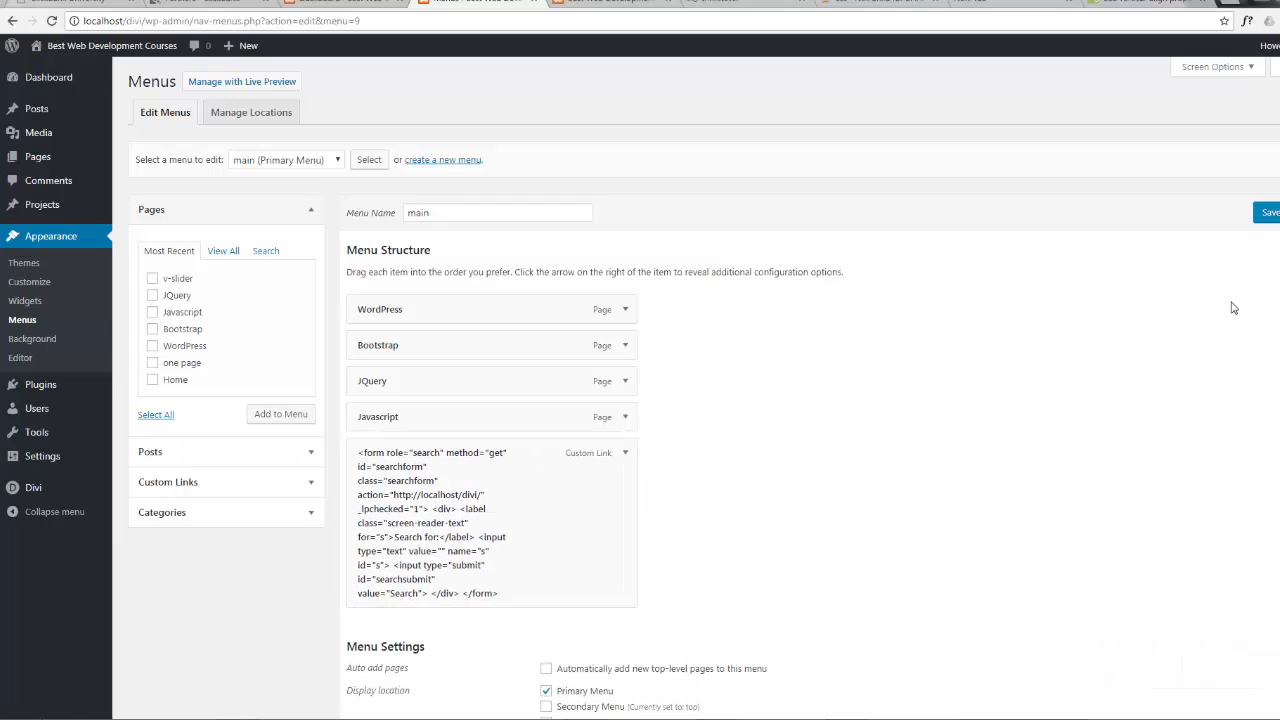 localhost/divi/wp-admin/nav-menus.php?action=edit&menu=9
Best Web Development Courses 0 New
Howe
Dashboard
Posts
Media
Pages
Comments
Projects
Appearance
Themes
Customize
Widgets
Menus
Background
Editor
Plugins
Users
Tools
Settings
Divi
Collapse menu
Menus Manage with Live Preview
Screen Options
Edit Menus Manage Locations
Select a menu to edit: main (Primary Menu) Select or create a new menu.
Pages
Most Recent View All Search
v-slider
JQuery
Javascript
Bootstrap
WordPress
one page
Home
Select All Add to Menu
Posts
Custom Links
Categories
Menu Name main
Save
Menu Structure
Drag each item into the order you prefer. Click the arrow on the right of the item to reveal additional configuration options.
WordPress Page
Bootstrap Page
JQuery Page
Javascript Page
<form role="search" method="get" Custom Link
id="searchform"
class="searchform"
action="http://localhost/divi/"
_lpchecked="1"> <div> <label
class="screen-reader-text"
for="s">Search for:</label> <input
type="text" value="" name="s"
id="s"> <input type="submit"
id="searchsubmit"
value="Search"> </div> </form>
Menu Settings
Auto add pages Automatically add new top-level pages to this menu
Display location Primary Menu
Secondary Menu (Currently set to: top)